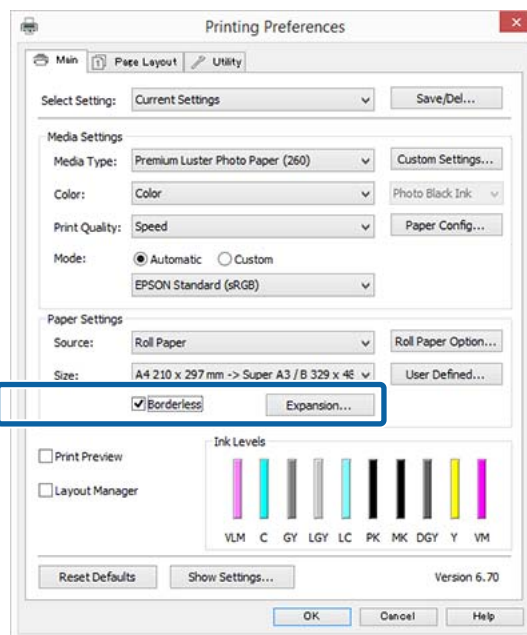 Printing Preferences
Main Page Layout Utility
Select Setting: Current Settings Save/Del...
Media Settings
Media Type: Premium Luster Photo Paper (260) Custom Settings...
Color: Color Photo Black Ink
Print Quality: Speed Paper Config...
Mode: Automatic Custom
EPSON Standard (sRGB)
Paper Settings
Source: Roll Paper Roll Paper Option...
Size: A4 210 x 297 mm -> Super A3 / B 329 x 48 User Defined...
Borderless Expansion...
Print Preview
Layout Manager
Ink Levels
VLM C GY LGY LC PK MK DGY Y VM
Reset Defaults Show Settings... Version 6.70
OK Cancel Help